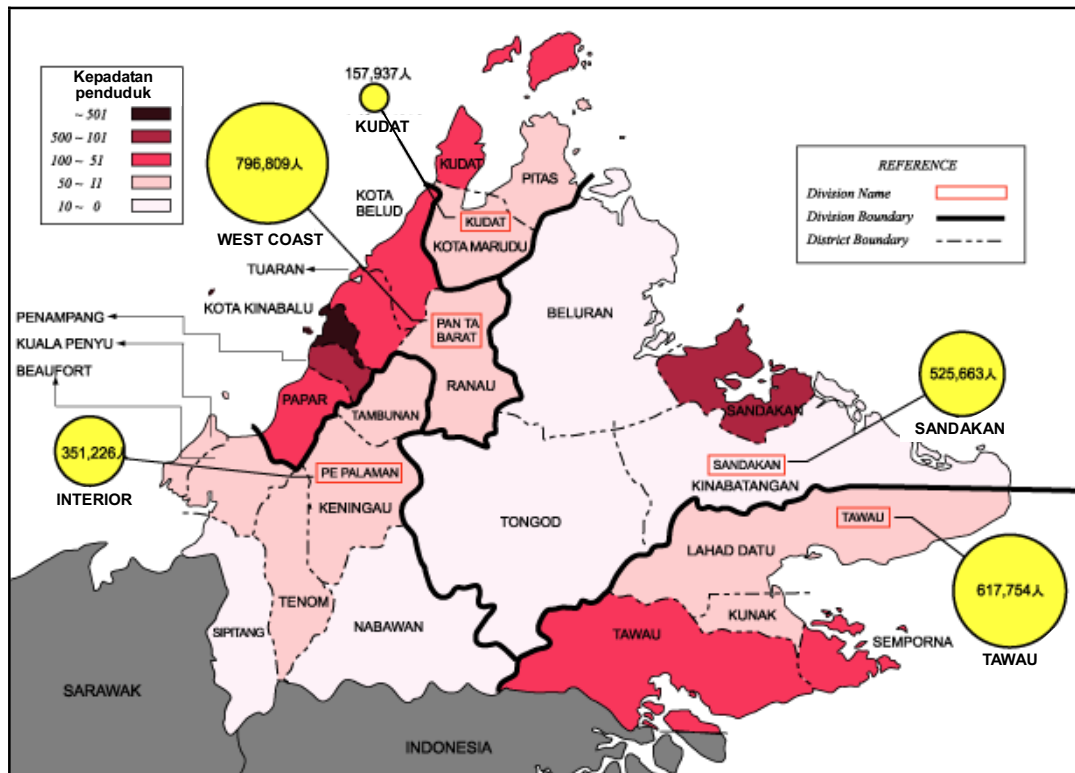 Kepadatan
penduduk
~ 501
500 ~ 101
100 ~ 51
50 ~ 11
10 ~ 0
157,937人
KUDAT
796,809人
WEST COAST
REFERENCE
Division Name
Division Boundary
District Boundary
KUDAT
PITAS
KOTA
BELUD
KUDAT
KOTA MARUDU
TUARAN
KOTA KINABALU
PENAMPANG
KUALA PENYU
BEAUFORT
PAN TA
BARAT
RANAU
BELURAN
PAPAR
TAMBUNAN
SANDAKAN
525,663人
SANDAKAN
351,226人
INTERIOR
PE PALAMAN
KENINGAU
SANDAKAN
KINABATANGAN
TONGOD
TAWAU
LAHAD DATU
617,754人
TAWAU
TENOM
KUNAK
SIPITANG
NABAWAN
TAWAU
SEMPORNA
SARAWAK
INDONESIA